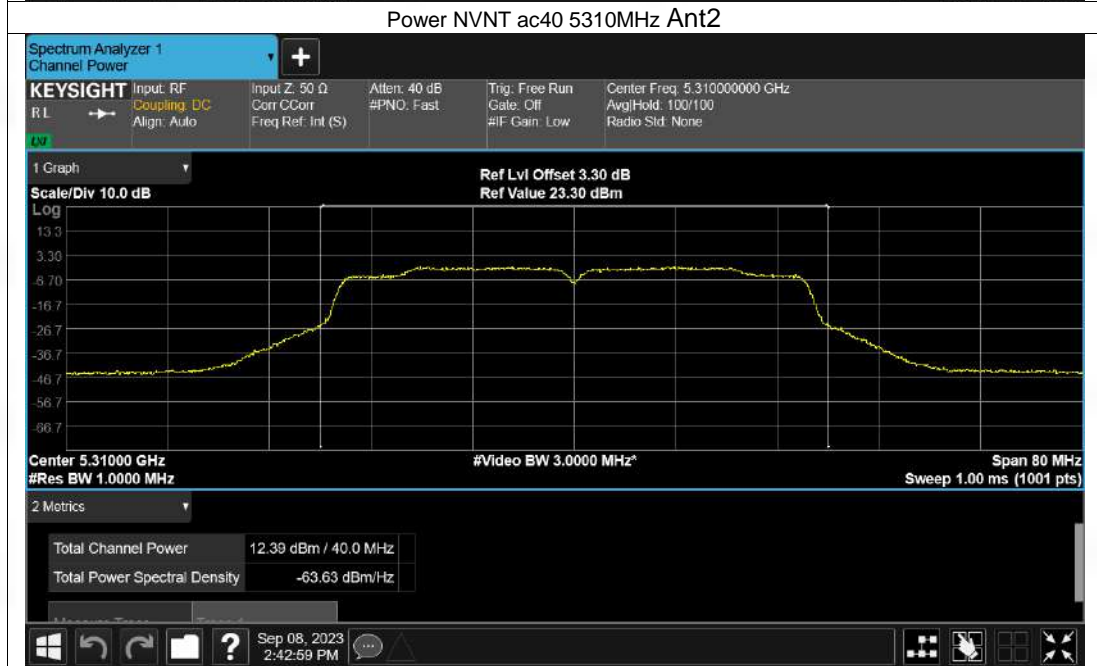 Power NVNT ac40 5310MHz Ant2
Spectrum Analyzer 1
Channel Power
KEYSIGHT
Input: RF
Coupling: DC
Align: Auto
RL
LXI
Input Z: 50 Ω
Corr CCorr
Freq Ref: Int (S)
Atten: 40 dB
#PNO: Fast
Trig: Free Run
Gate: Off
#IF Gain: Low
Center Freq: 5.310000000 GHz
Avg|Hold: 100/100
Radio Std: None
1 Graph
Scale/Div 10.0 dB
Ref Lvl Offset 3.30 dB
Ref Value 23.30 dBm
Log
13.3
3.30
-6.70
-16.7
-26.7
-36.7
-46.7
-56.7
-66.7
Center 5.31000 GHz
#Video BW 3.0000 MHz*
Span 80 MHz
#Res BW 1.0000 MHz
Sweep 1.00 ms (1001 pts)
2 Metrics
Total Channel Power 12.39 dBm / 40.0 MHz
Total Power Spectral Density -63.63 dBm/Hz
?
Sep 08, 2023
2:42:59 PM